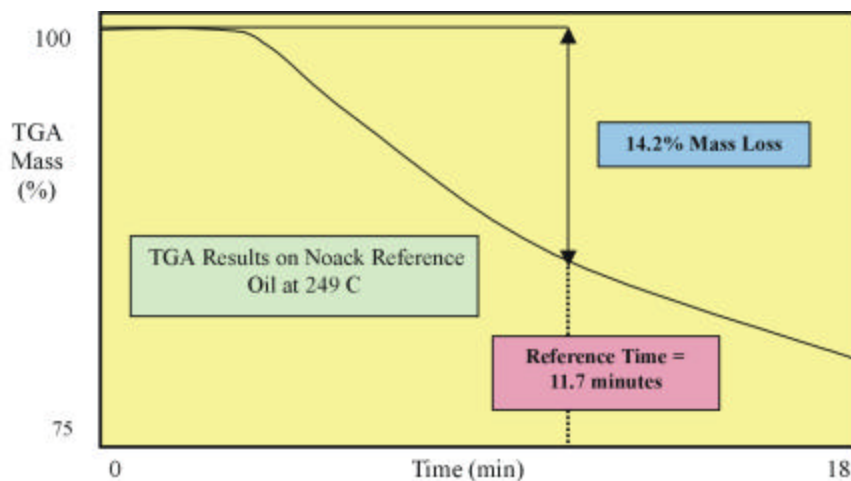 100
TGA
Mass
(%)
14.2% Mass Loss
TGA Results on Noack Reference
Oil at 249 C
Reference Time =
11.7 minutes
75
0
Time (min)
18